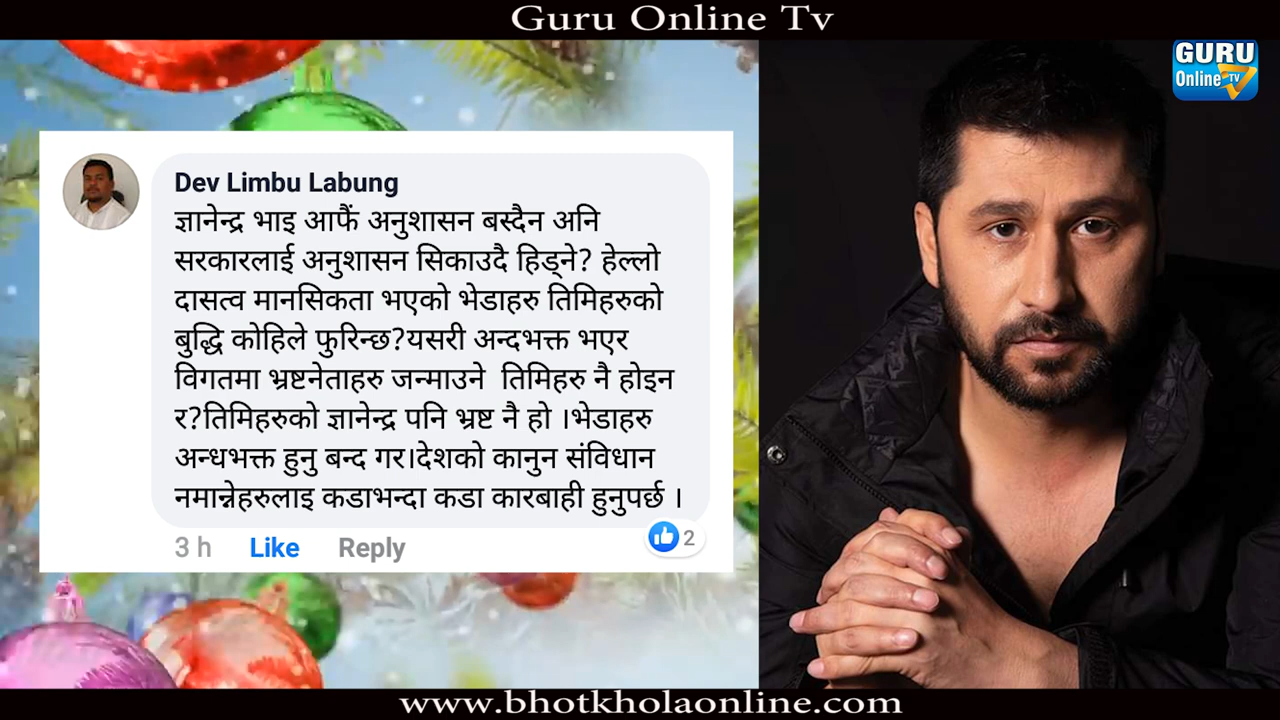 Guru Online Tv
GURU
Online TV
Dev Limbu Labung
ज्ञानेन्द्र भाइ आफैं अनुशासन बस्दैन अनि
सरकारलाई अनुशासन सिकाउदै हिड्ने? हेल्लो
दासत्व मानसिकता भएको भेडाहरु तिमिहरुको
बुद्धि कोहिले फुरिन्छ?यसरी अन्दभक्त भएर
विगतमा भ्रष्टनेताहरु जन्माउने तिमिहरु नै होइन
र?तिमिहरुको ज्ञानेन्द्र पनि भ्रष्ट नै हो ।भेडाहरु
अन्धभक्त हुनु बन्द गर।देशको कानुन संविधान
नमान्नेहरुलाइ कडाभन्दा कडा कारबाही हुनुपर्छ ।
3 h Like Reply 2
www.bhotkholaonline.com